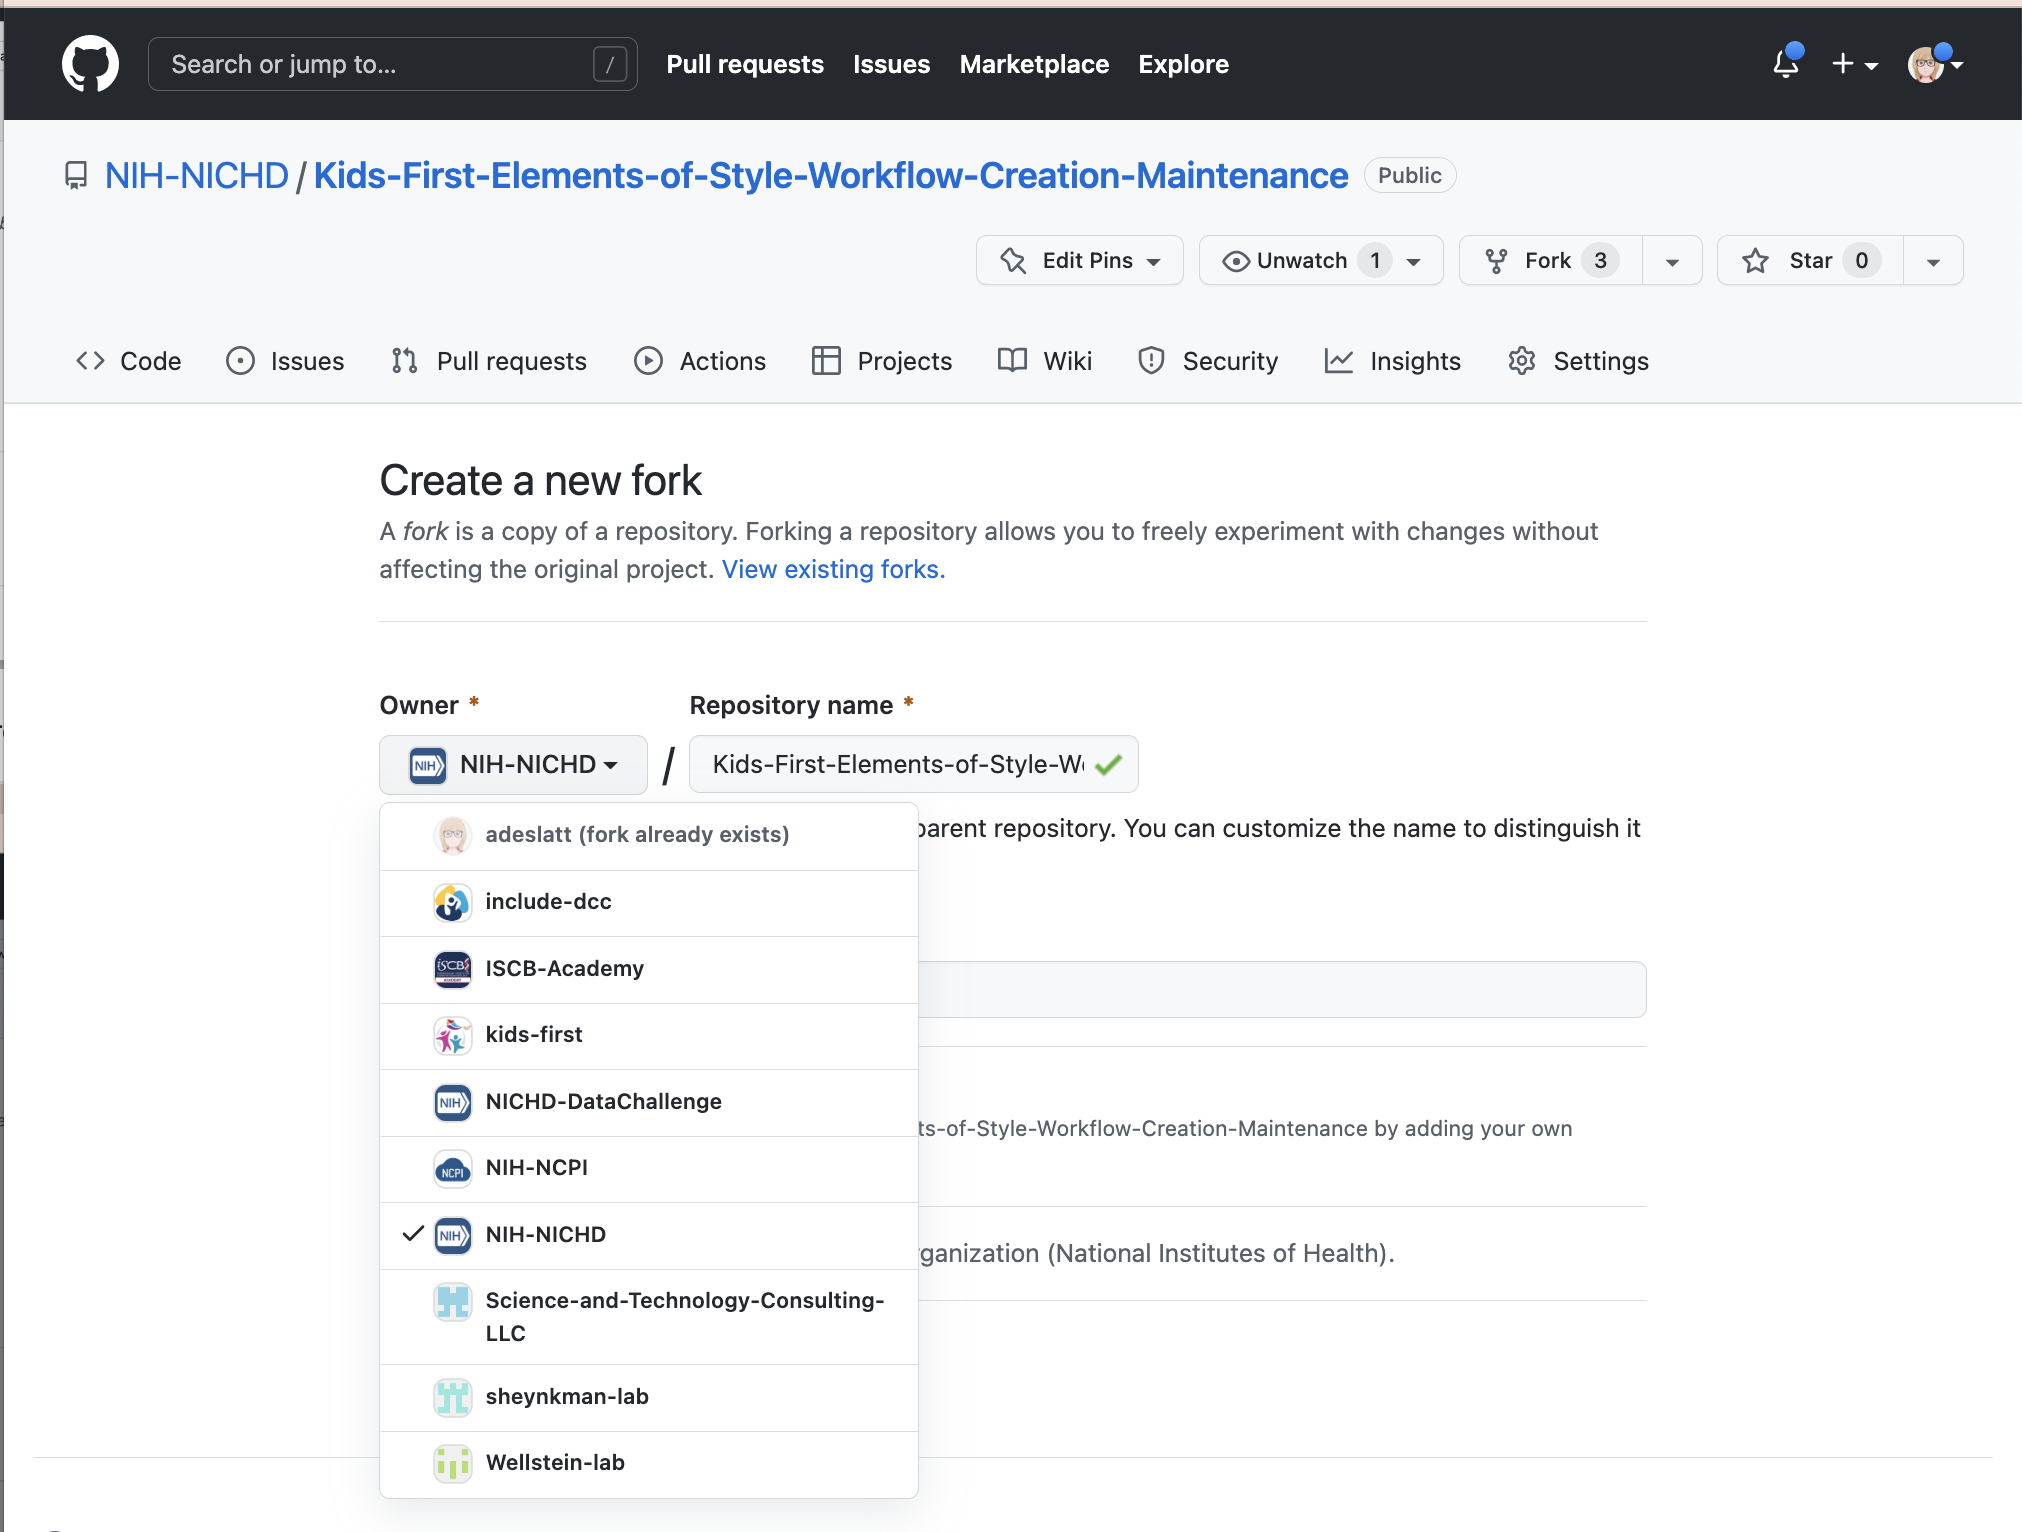 Search or jump to... /
Pull requests Issues Marketplace Explore
NIH-NICHD / Kids-First-Elements-of-Style-Workflow-Creation-Maintenance Public
Edit Pins Unwatch 1 Fork 3 Star 0
Code Issues Pull requests Actions Projects Wiki Security Insights Settings
Create a new fork
A fork is a copy of a repository. Forking a repository allows you to freely experiment with changes without
affecting the original project. View existing forks.
Owner * Repository name *
NIH NIH-NICHD / Kids-First-Elements-of-Style-W
adeslatt (fork already exists)
parent repository. You can customize the name to distinguish it
include-dcc
ISCB ISCB-Academy
kids-first
NIH NICHD-DataChallenge
ts-of-Style-Workflow-Creation-Maintenance by adding your own
NCPI NIH-NCPI
NIH NIH-NICHD
ganization (National Institutes of Health).
Science-and-Technology-Consulting-
LLC
sheynkman-lab
Wellstein-lab